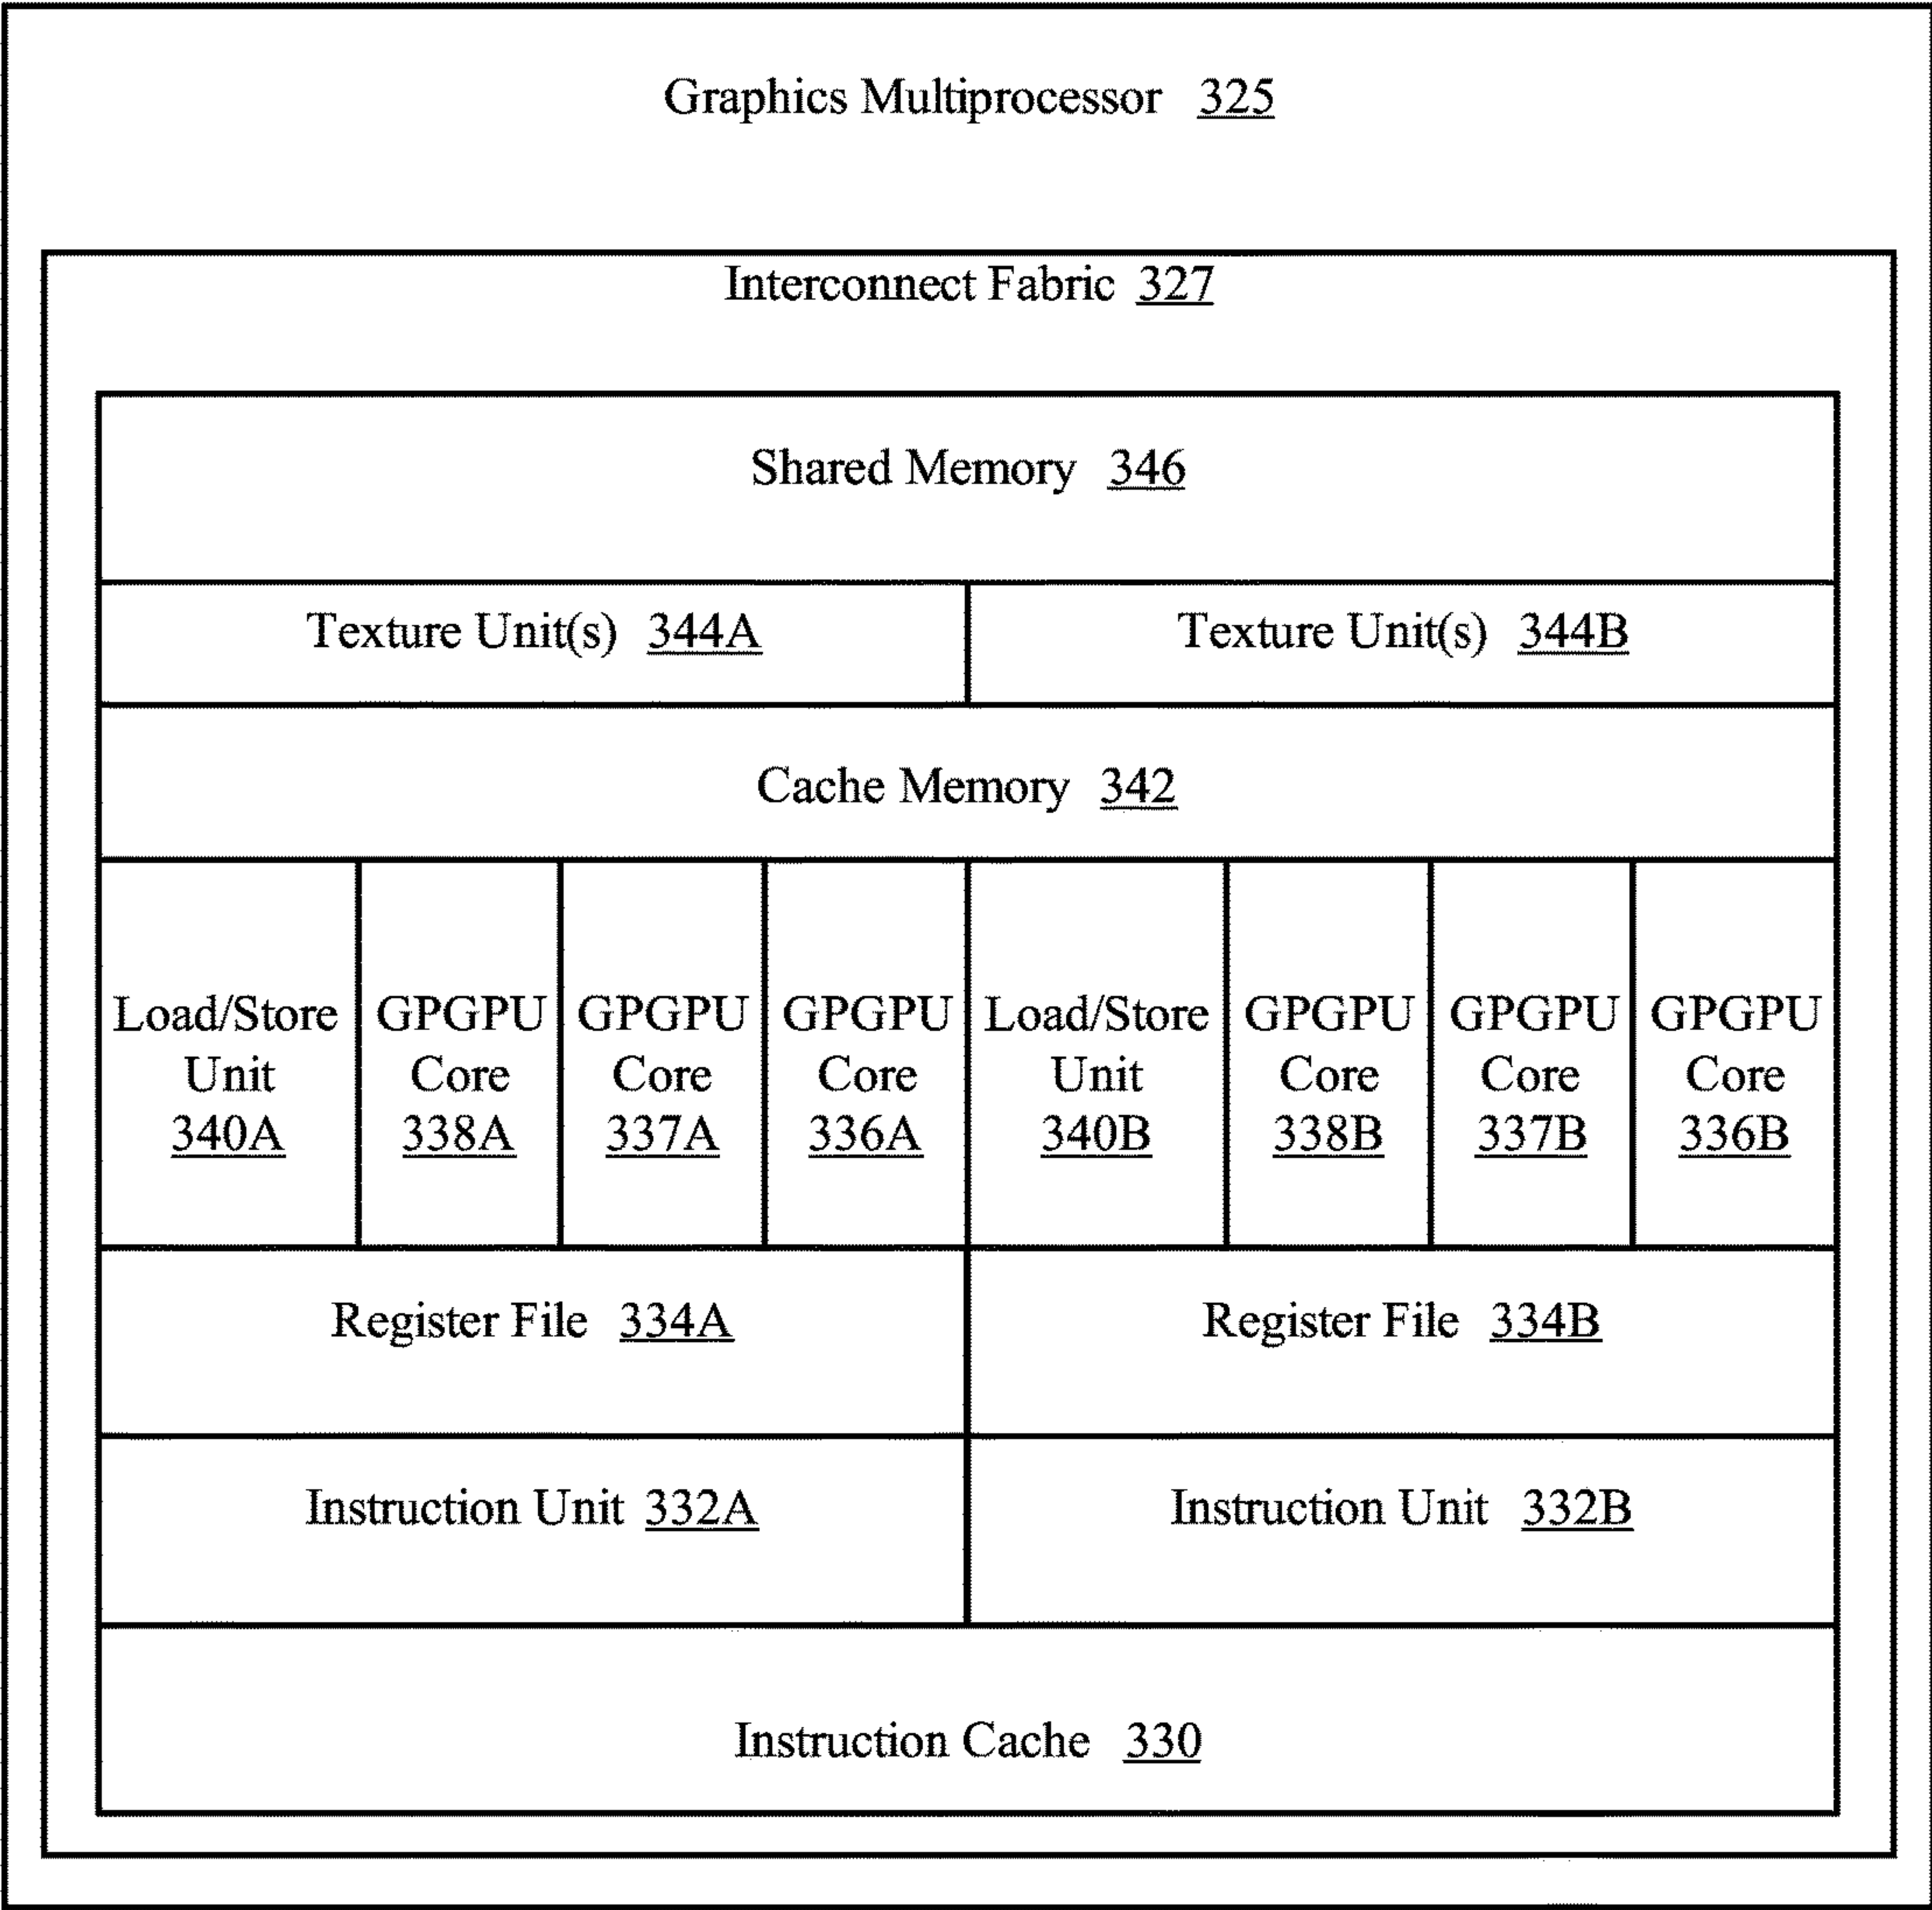 Graphics Multiprocessor 325
Interconnect Fabric 327
Shared Memory 346
Texture Unit(s) 344A
Texture Unit(s) 344B
Cache Memory 342
Load/Store
Unit
340A
GPGPU
Core
338A
GPGPU
Core
337A
GPGPU
Core
336A
Load/Store
Unit
340B
GPGPU
Core
338B
GPGPU
Core
337B
GPGPU
Core
336B
Register File 334A
Register File 334B
Instruction Unit 332A
Instruction Unit 332B
Instruction Cache 330